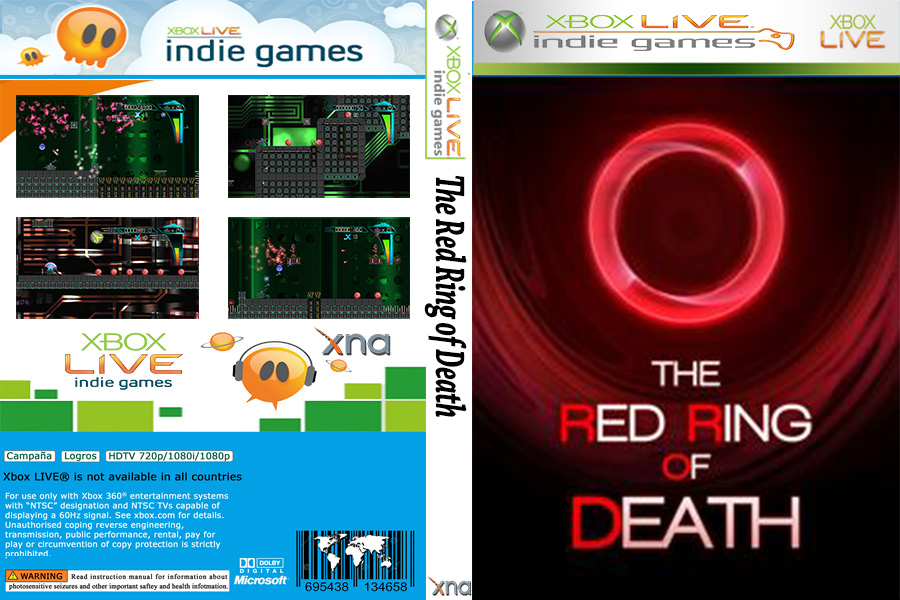 XBOX LIVE
indie games
XBOX LIVE
indie games
xna
Campaña
Logros
HDTV 720p/1080i/1080p
Xbox LIVE® is not available in all countries
For use only with Xbox 360® entertainment systems
with “NTSC” designation and NTSC TVs capable of
displaying a 60Hz signal. See xbox.com for details.
Unauthorised coping reverse engineering,
transmission, public performance, rental, pay for
play or circumvention of copy protection is strictly
prohibited.
WARNING Read instruction manual for information about
photosensitive seizures and other important saftey and health infotmation.
DOLBY
DIGITAL
Microsoft
695438 134658
XBOX LIVE
indie games
The Red Ring of Death
xna
XBOX LIVE
indie games
XBOX
LIVE
THE
RED RING
OF
DEATH